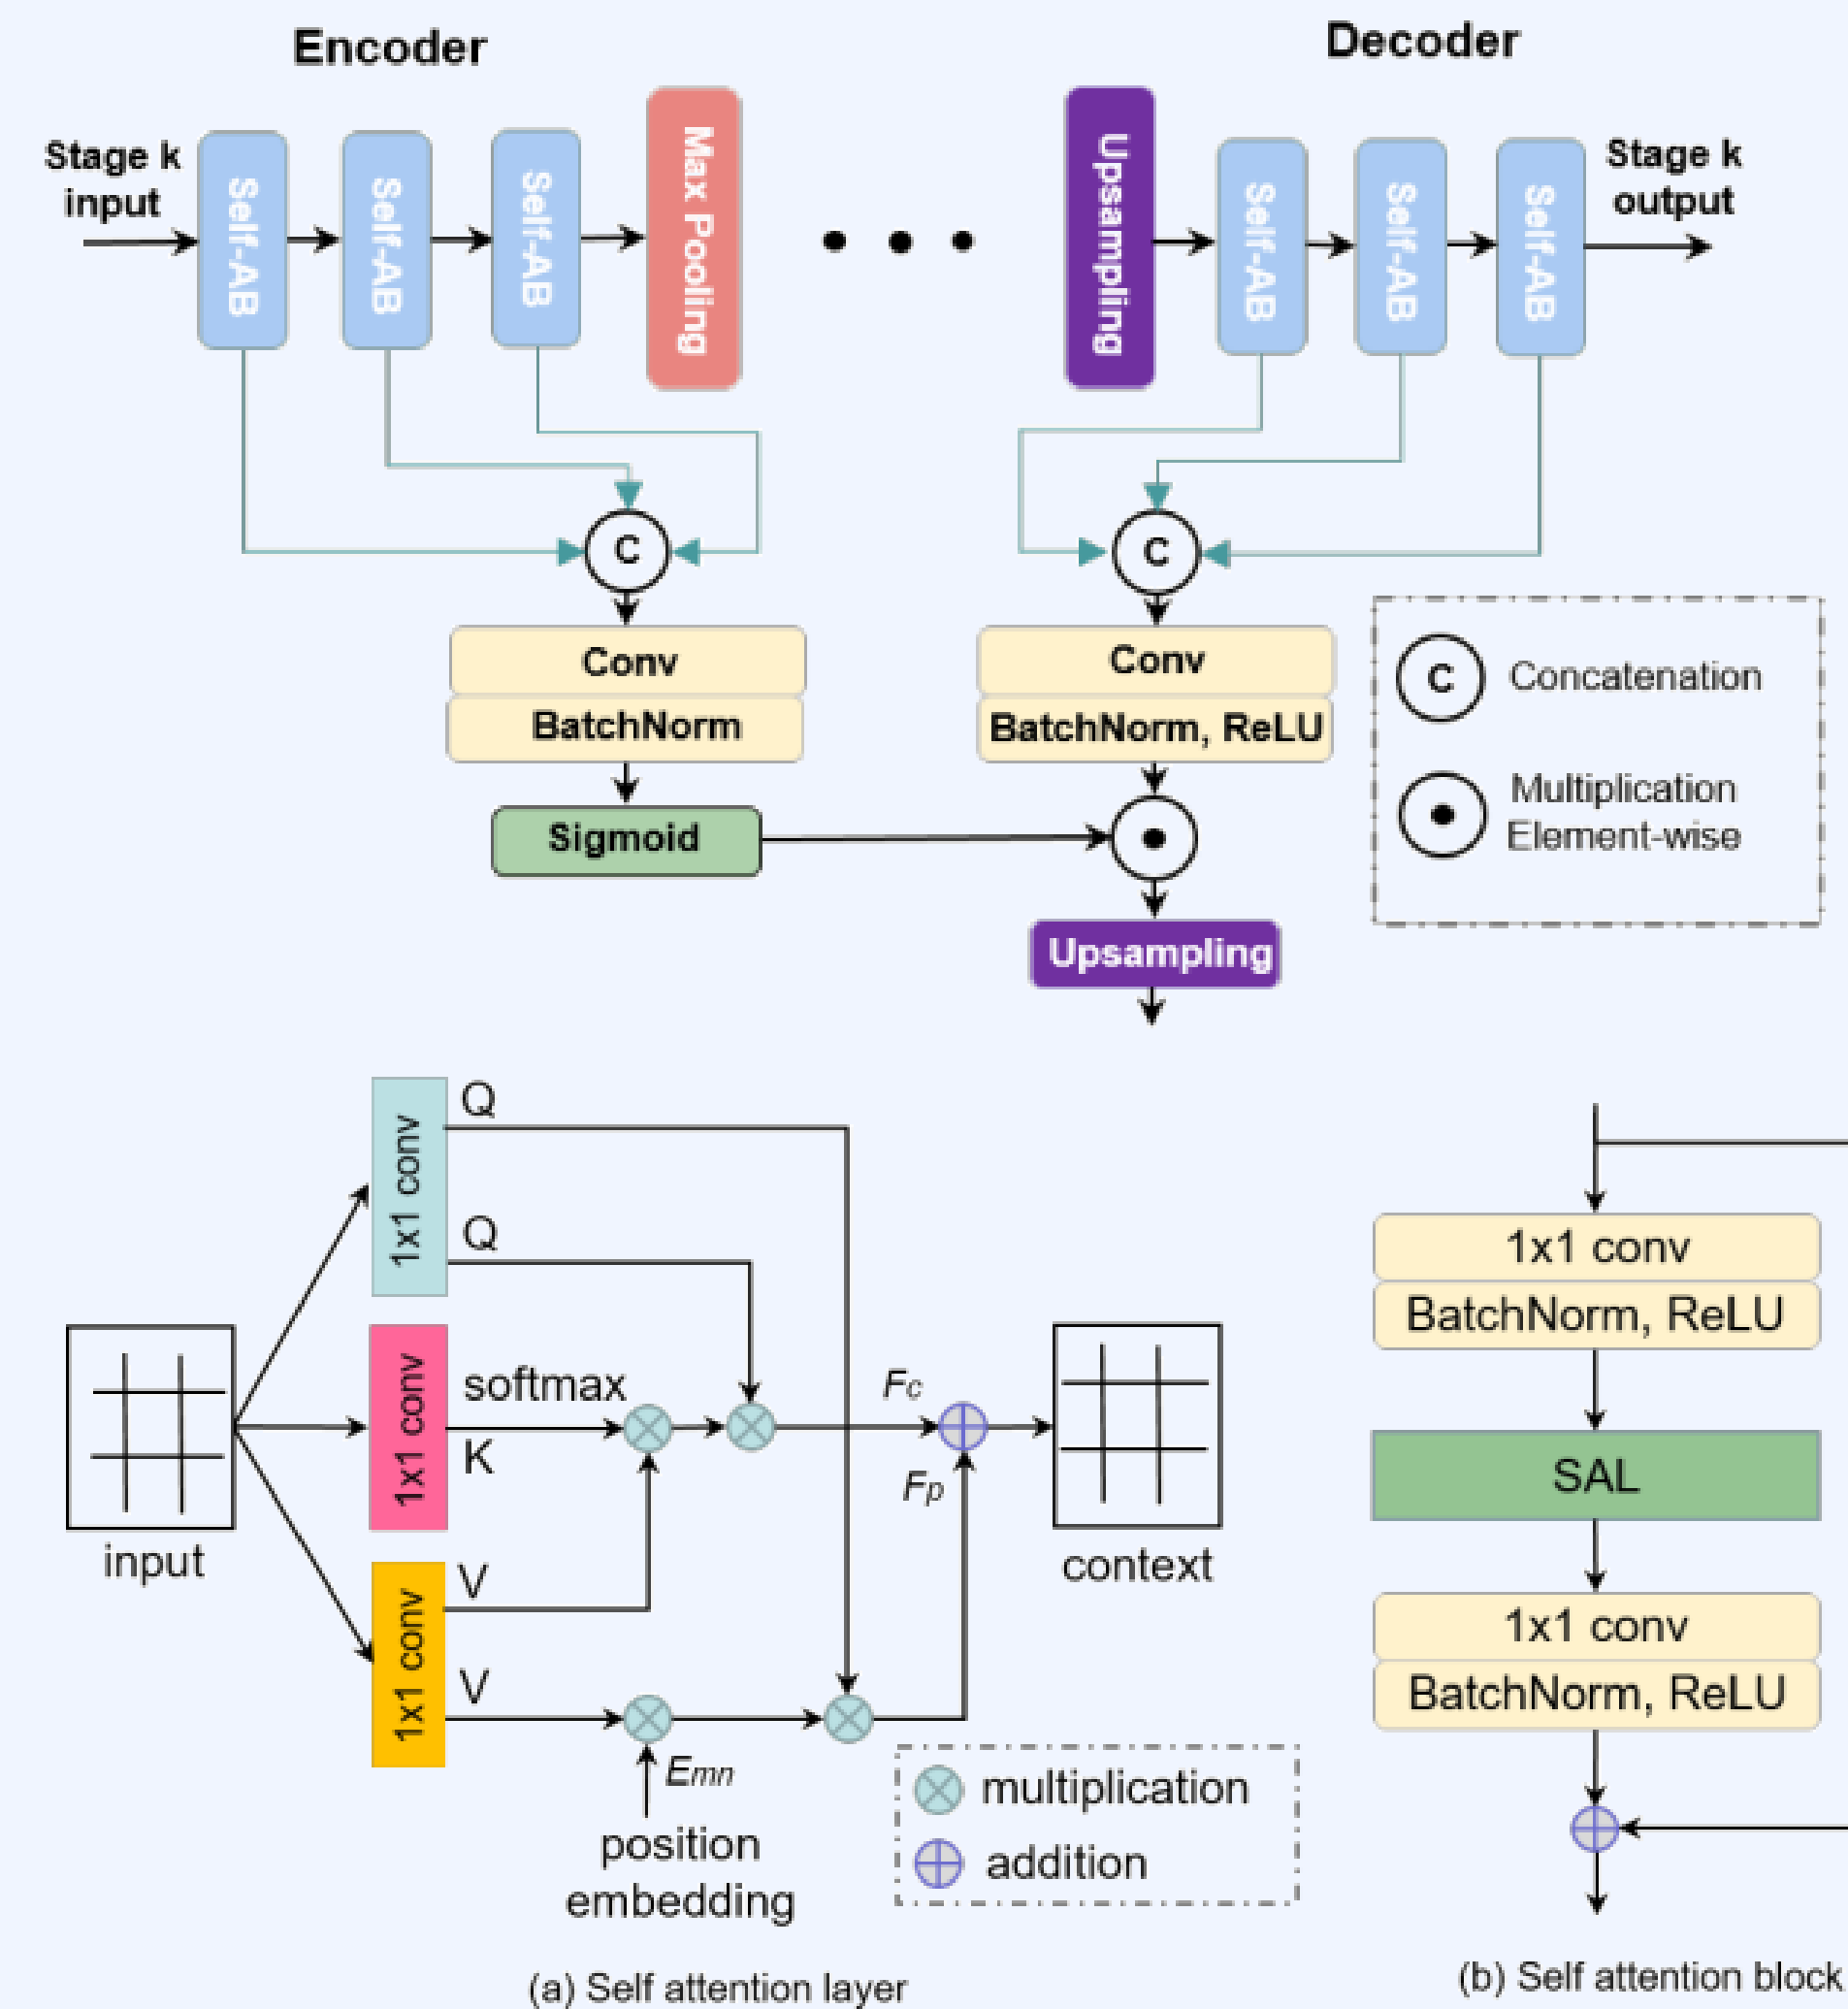 Encoder
Decoder
Stage k
input
Self-AB
Self-AB
Self-AB
Max Pooling
Upsampling
Self-AB
Self-AB
Self-AB
Stage k
output
C
C
Conv
BatchNorm
Sigmoid
Conv
BatchNorm, ReLU
Upsampling
C
Concatenation
Multiplication
Element-wise
input
1x1 conv
Q
Q
1x1 conv
softmax
K
1x1 conv
V
V
Fc
Fp
context
Emn
position
embedding
multiplication
addition
(a) Self attention layer
1x1 conv
BatchNorm, ReLU
SAL
1x1 conv
BatchNorm, ReLU
(b) Self attention block